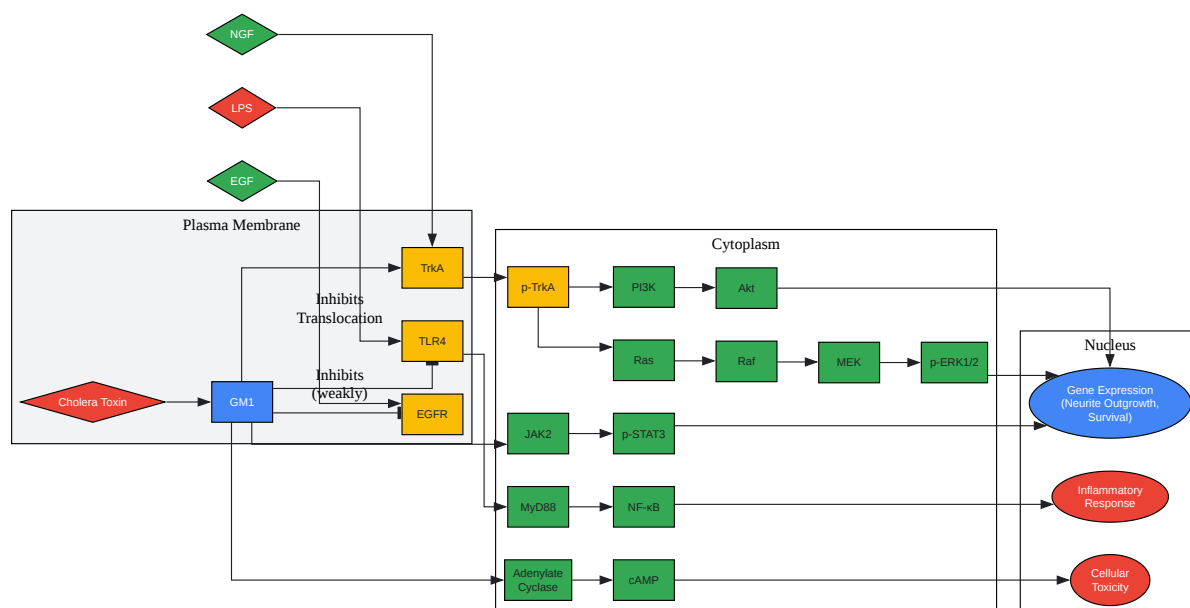 NGF
LPS
EGF
Plasma Membrane
Cytoplasm
TrkA
p-TrkA
PI3K
Akt
Inhibits
Translocation
TLR4
Ras
Raf
MEK
p-ERK1/2
Nucleus
Inhibits
(weakly)
Cholera Toxin
GM1
EGFR
Gene Expression
(Neurite Outgrowth,
Survival)
JAK2
p-STAT3
MyD88
NF-κB
Inflammatory
Response
Adenylate
Cyclase
cAMP
Cellular
Toxicity